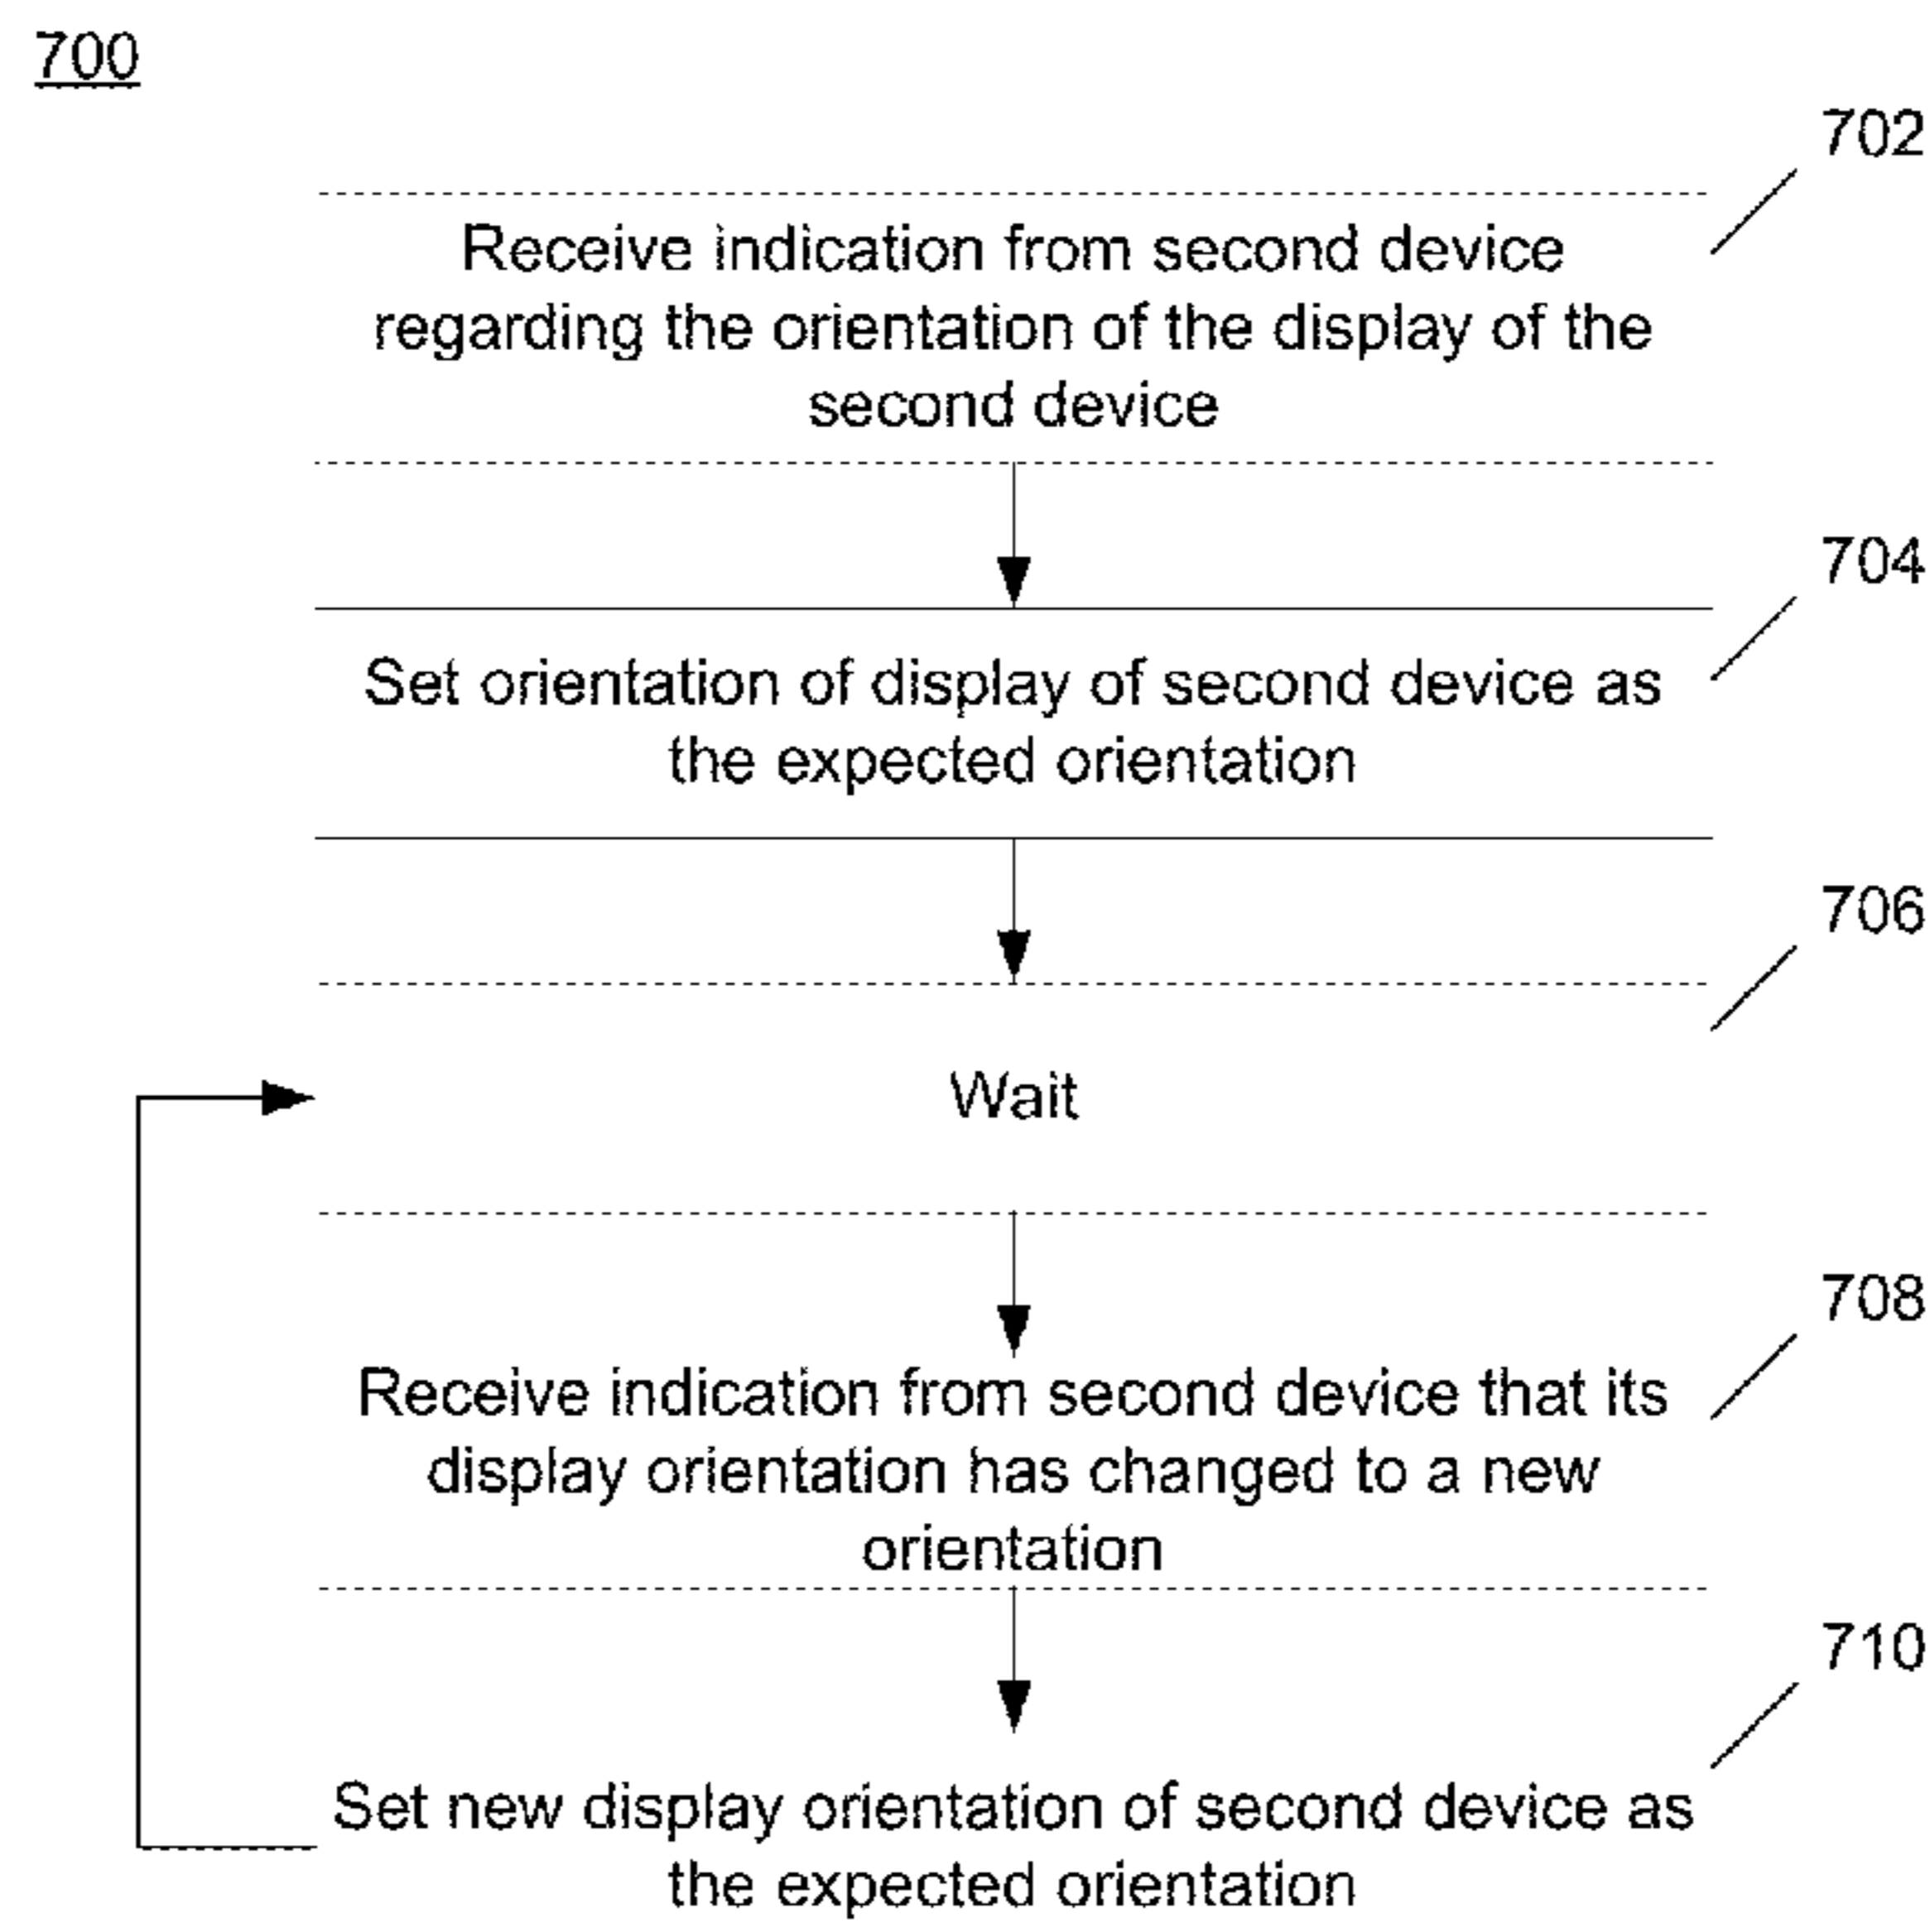 700
702
Receive indication from second device
regarding the orientation of the display of the
second device
704
Set orientation of display of second device as
the expected orientation
706
Wait
708
Receive indication from second device that its
display orientation has changed to a new
orientation
710
Set new display orientation of second device as
the expected orientation